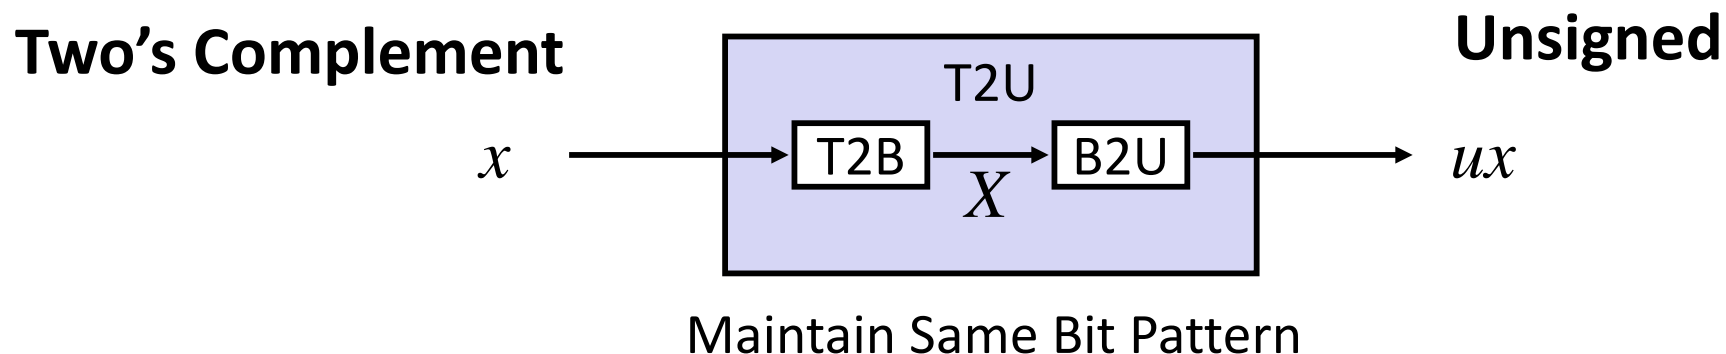 Two’s Complement
Unsigned
T2U
x
T2B
X
B2U
ux
Maintain Same Bit Pattern